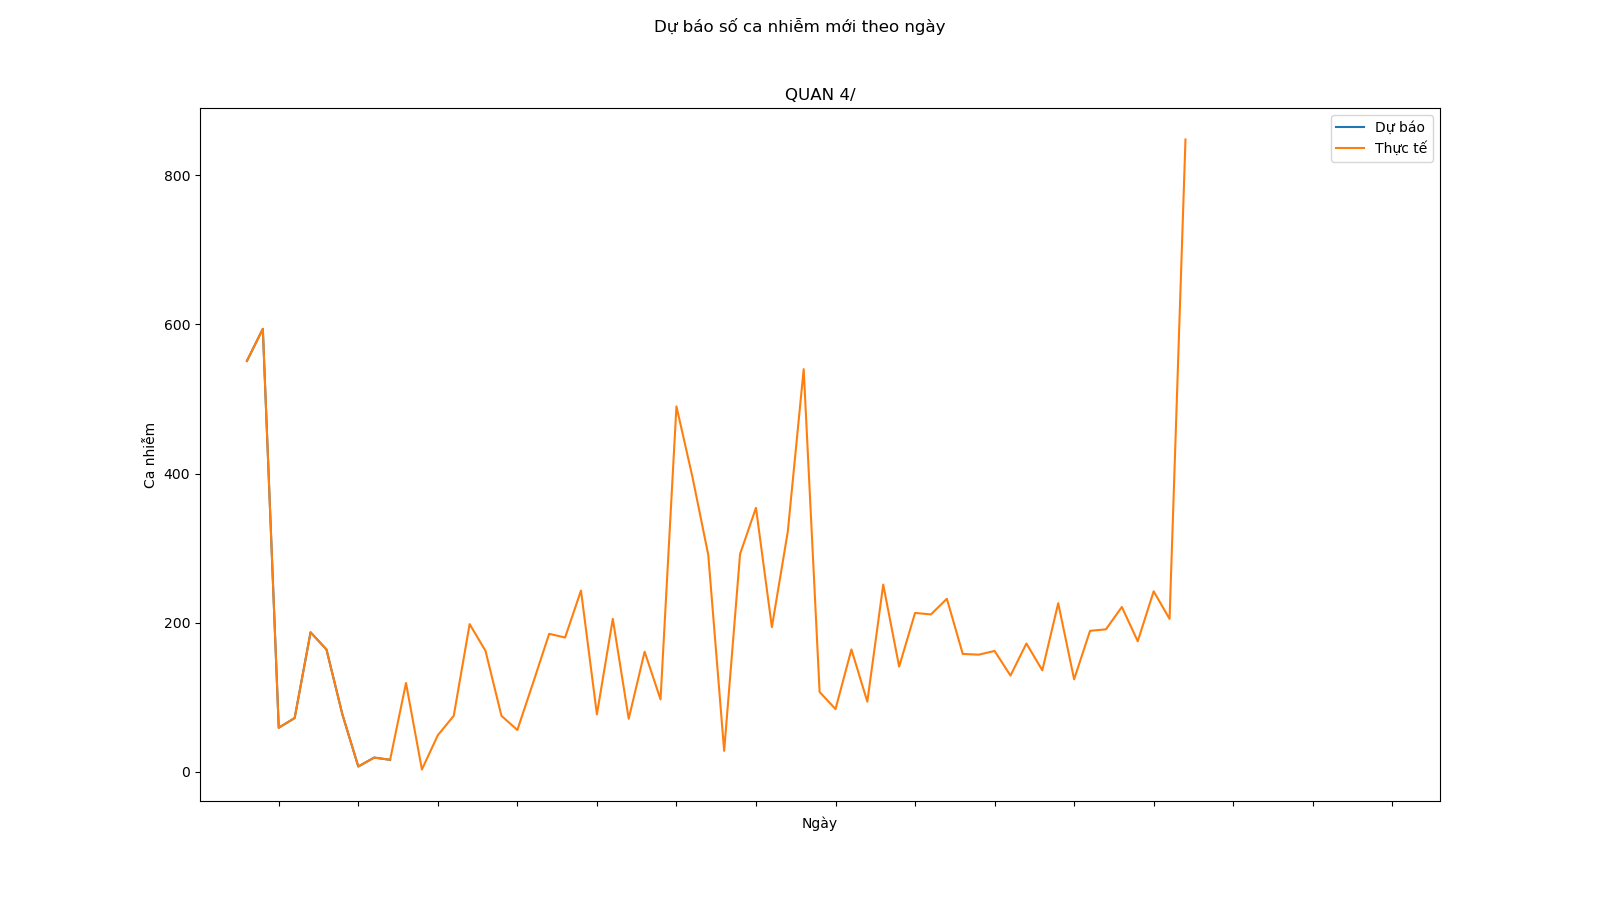 Dự báo số ca nhiễm mới theo ngày
QUAN 4/
Dự báo
Thực tế
800
600
400
200
0
Ca nhiễm
Ngày